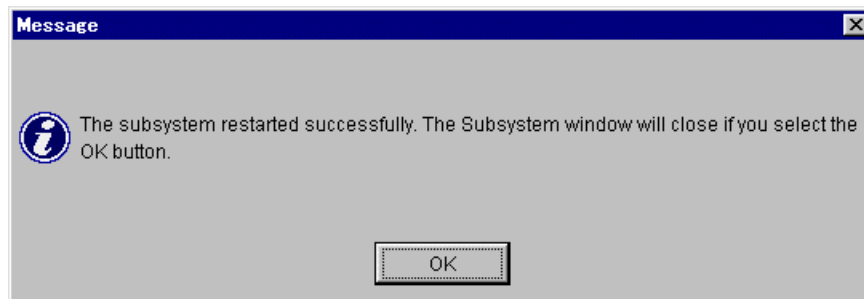 Message
The subsystem restarted successfully. The Subsystem window will close if you select the
OK button.
OK